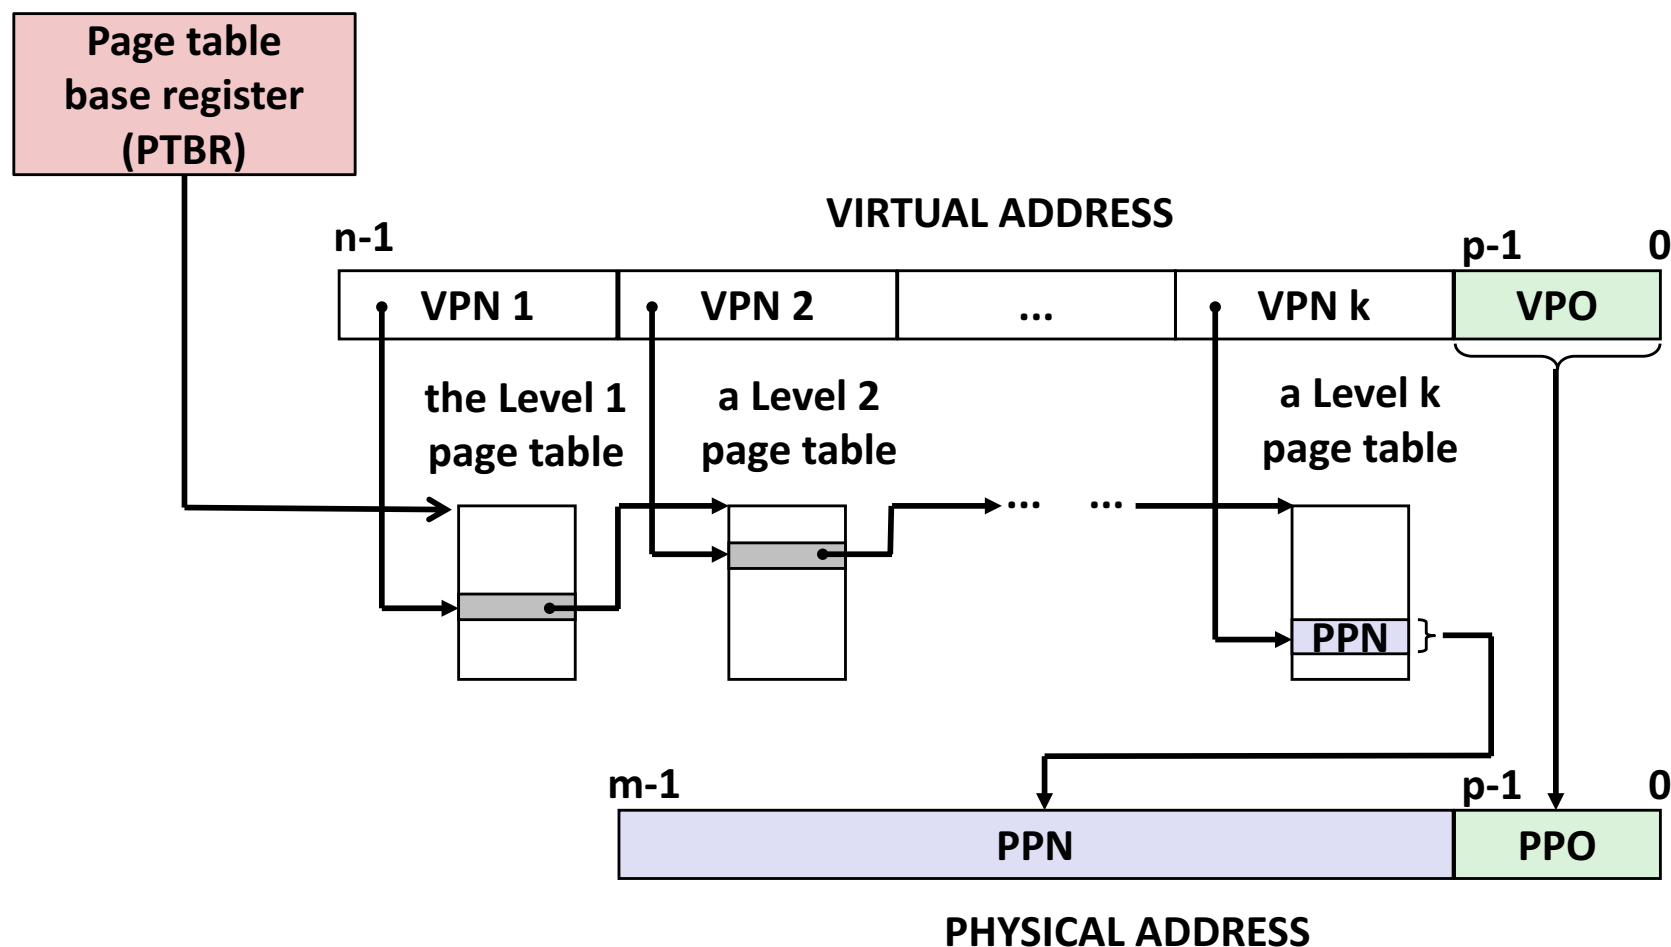 Page table
base register
(PTBR)
VIRTUAL ADDRESS
n-1
p-1 0
VPN 1 VPN 2 ... VPN k VPO
the Level 1
page table
a Level 2
page table
a Level k
page table
... ...
PPN
m-1 p-1 0
PPN PPO
PHYSICAL ADDRESS